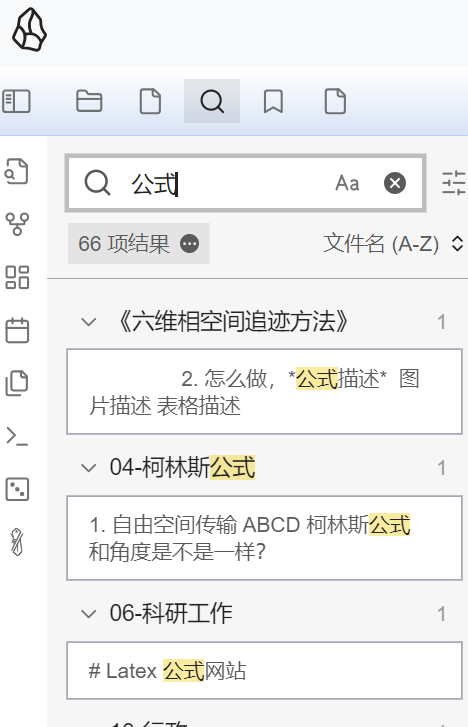 公式
Aa
66 项结果
文件名 (A-Z)
《六维相空间追迹方法》
1
2. 怎么做，*公式描述* 图
片描述 表格描述
04-柯林斯公式
1
1. 自由空间传输 ABCD 柯林斯公式
和角度是不是一样？
06-科研工作
1
# Latex 公式网站